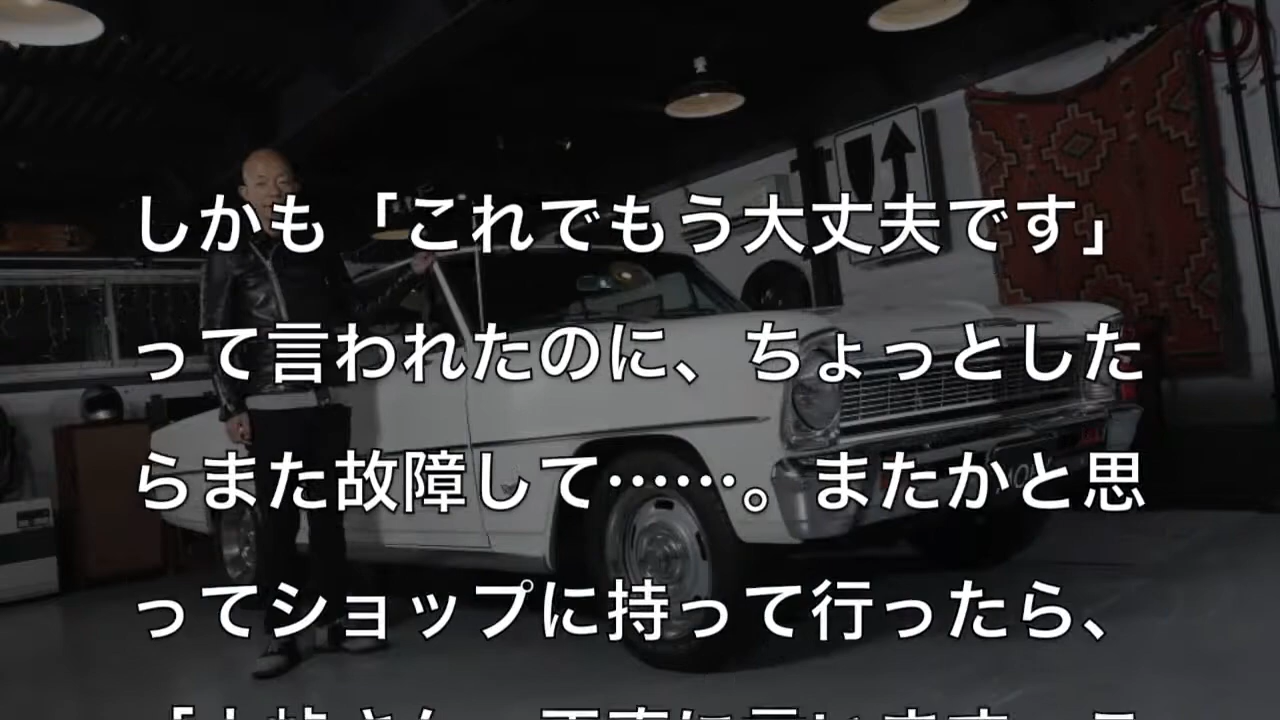 しかも「これでもう大丈夫です」
って言われたのに、ちょっとした
らまた故障して……。またかと思
ってショップに持って行ったら、